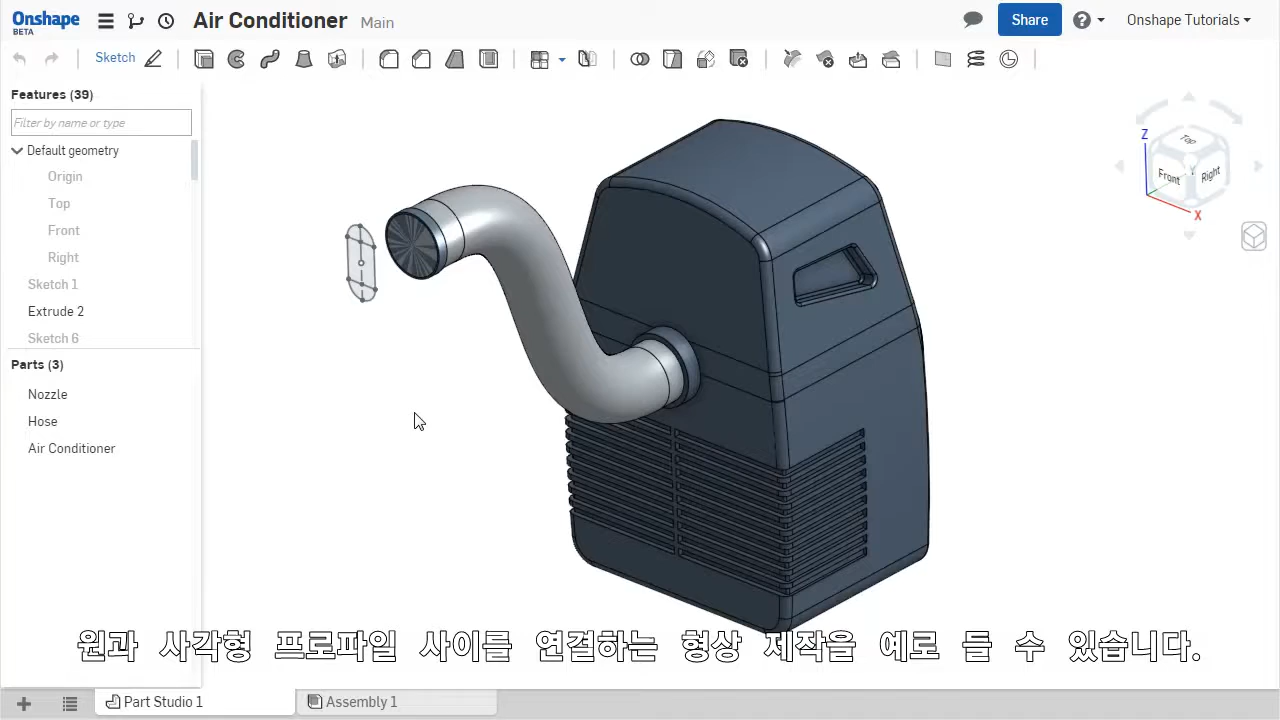 Onshape
BETA
Air Conditioner Main
Share
Onshape Tutorials
Sketch
Features (39)
Filter by name or type
Default geometry
Origin
Top
Front
Right
Sketch 1
Extrude 2
Sketch 6
Parts (3)
Nozzle
Hose
Air Conditioner
Z
Top
Front
Y
Right
X
원과 사각형 프로파일 사이를 연결하는 형상 제작을 예로 들 수 있습니다.
Part Studio 1
Assembly 1